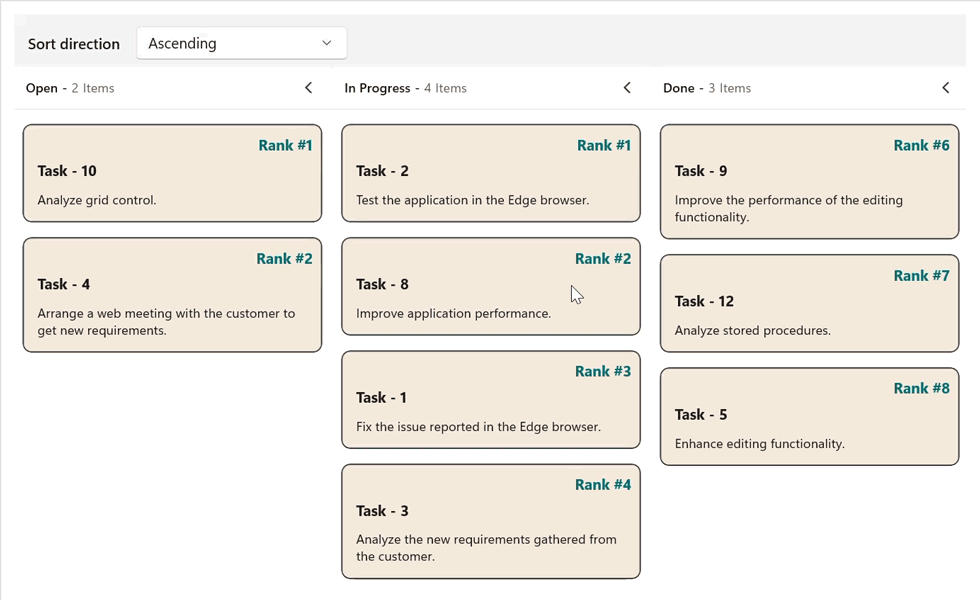 Sort direction Ascending
Open - 2 Items
Rank #1
Task - 10
Analyze grid control.
Rank #2
Task - 4
Arrange a web meeting with the customer to
get new requirements.
In Progress - 4 Items
Rank #1
Task - 2
Test the application in the Edge browser.
Rank #2
Task - 8
Improve application performance.
Rank #3
Task - 1
Fix the issue reported in the Edge browser.
Rank #4
Task - 3
Analyze the new requirements gathered from
the customer.
Done - 3 Items
Rank #6
Task - 9
Improve the performance of the editing
functionality.
Rank #7
Task - 12
Analyze stored procedures.
Rank #8
Task - 5
Enhance editing functionality.